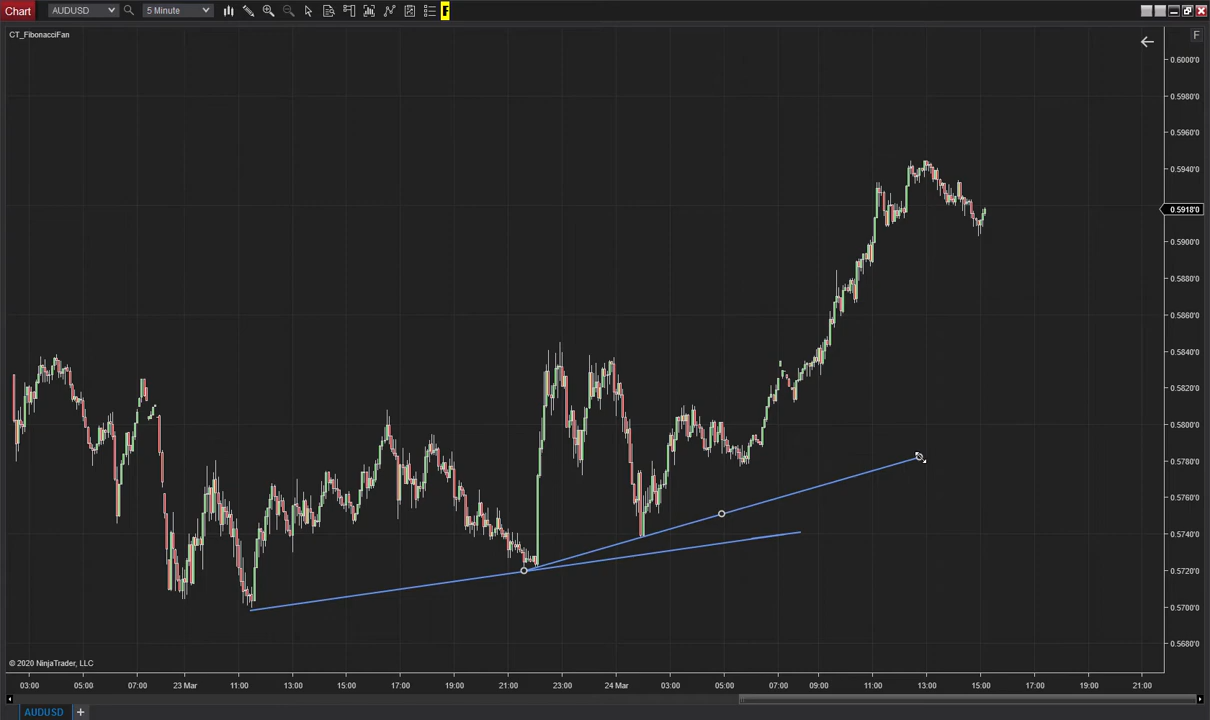 Chart AUDUSD 5 Minute F
CT_FibonacciFan
F
0.6000'0
0.5980'0
0.5960'0
0.5940'0
0.5918'0
0.5900'0
0.5880'0
0.5860'0
0.5840'0
0.5820'0
0.5800'0
0.5780'0
0.5760'0
0.5740'0
0.5720'0
0.5700'0
0.5680'0
© 2020 NinjaTrader, LLC
03:00 05:00 07:00 23 Mar 11:00 13:00 15:00 17:00 19:00 21:00 23:00 24 Mar 03:00 05:00 07:00 09:00 11:00 13:00 15:00 17:00 19:00 21:00
AUDUSD